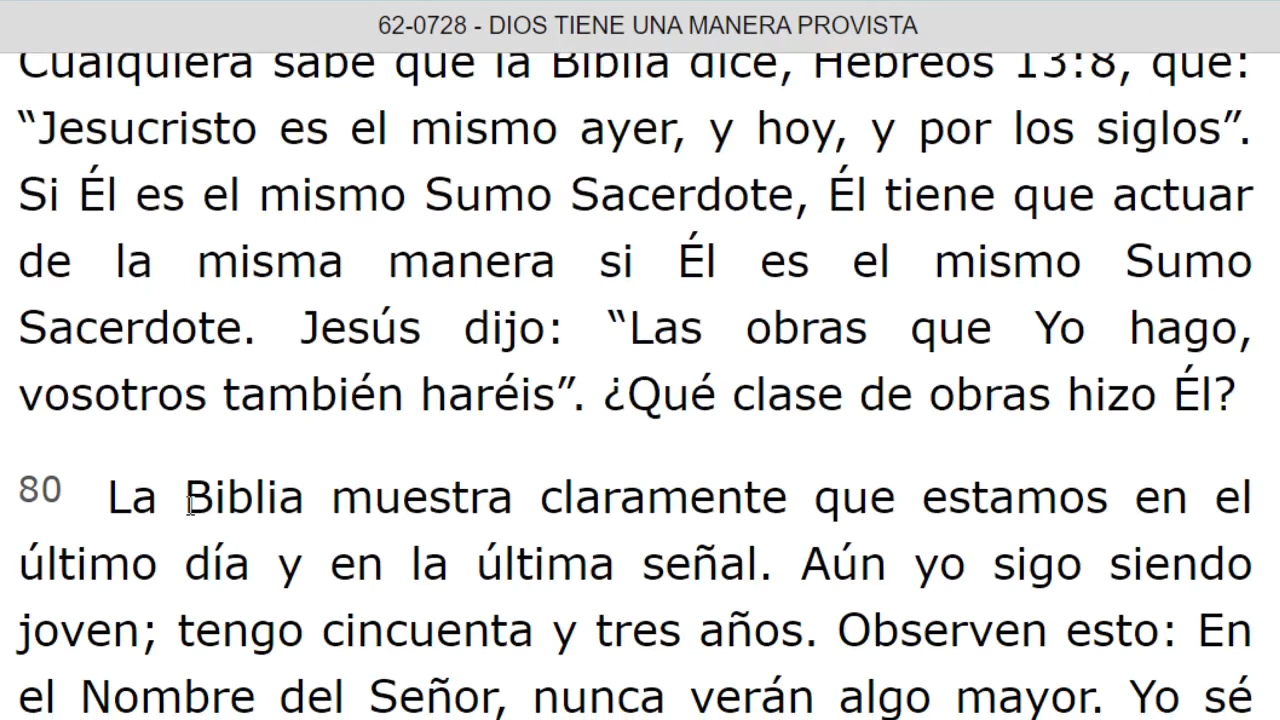 62-0728 - DIOS TIENE UNA MANERA PROVISTA
Cualquiera sabe que la Biblia dice, Hebreos 13:8, que:
“Jesucristo es el mismo ayer, y hoy, y por los siglos”.
Si Él es el mismo Sumo Sacerdote, Él tiene que actuar
de la misma manera si Él es el mismo Sumo
Sacerdote. Jesús dijo: “Las obras que Yo hago,
vosotros también haréis”. ¿Qué clase de obras hizo Él?
80 La Biblia muestra claramente que estamos en el
último día y en la última señal. Aún yo sigo siendo
joven; tengo cincuenta y tres años. Observen esto: En
el Nombre del Señor, nunca verán algo mayor. Yo sé